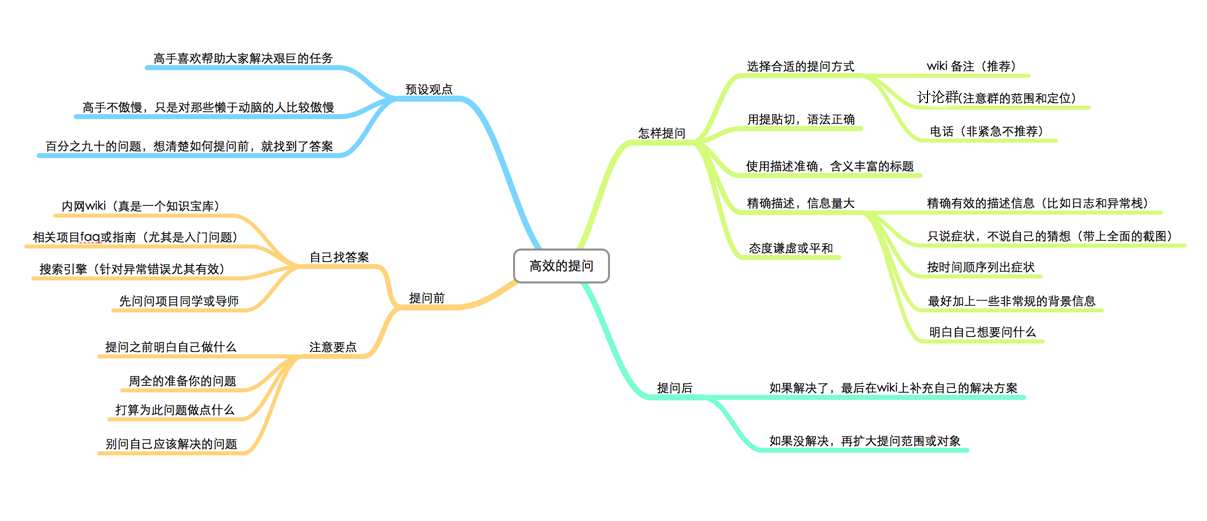 高效的提问
预设观点
高手喜欢帮助大家解决艰巨的任务
高手不傲慢，只是对那些懒于动脑的人比较傲慢
百分之九十的问题，想清楚如何提问前，就找到了答案
提问前
自己找答案
内网wiki（真是一个知识宝库）
相关项目faq或指南（尤其是入门问题）
搜索引擎（针对异常错误尤其有效）
先问问项目同学或导师
注意要点
提问之前明白自己做什么
周全的准备你的问题
打算为此问题做点什么
别问自己应该解决的问题
怎样提问
选择合适的提问方式
wiki 备注（推荐）
讨论群(注意群的范围和定位）
电话（非紧急不推荐）
用提贴切，语法正确
使用描述准确，含义丰富的标题
精确描述，信息量大
精确有效的描述信息（比如日志和异常栈）
只说症状，不说自己的猜想（带上全面的截图）
按时间顺序列出症状
最好加上一些非常规的背景信息
明白自己想要问什么
态度谦虚或平和
提问后
如果解决了，最后在wiki上补充自己的解决方案
如果没解决，再扩大提问范围或对象